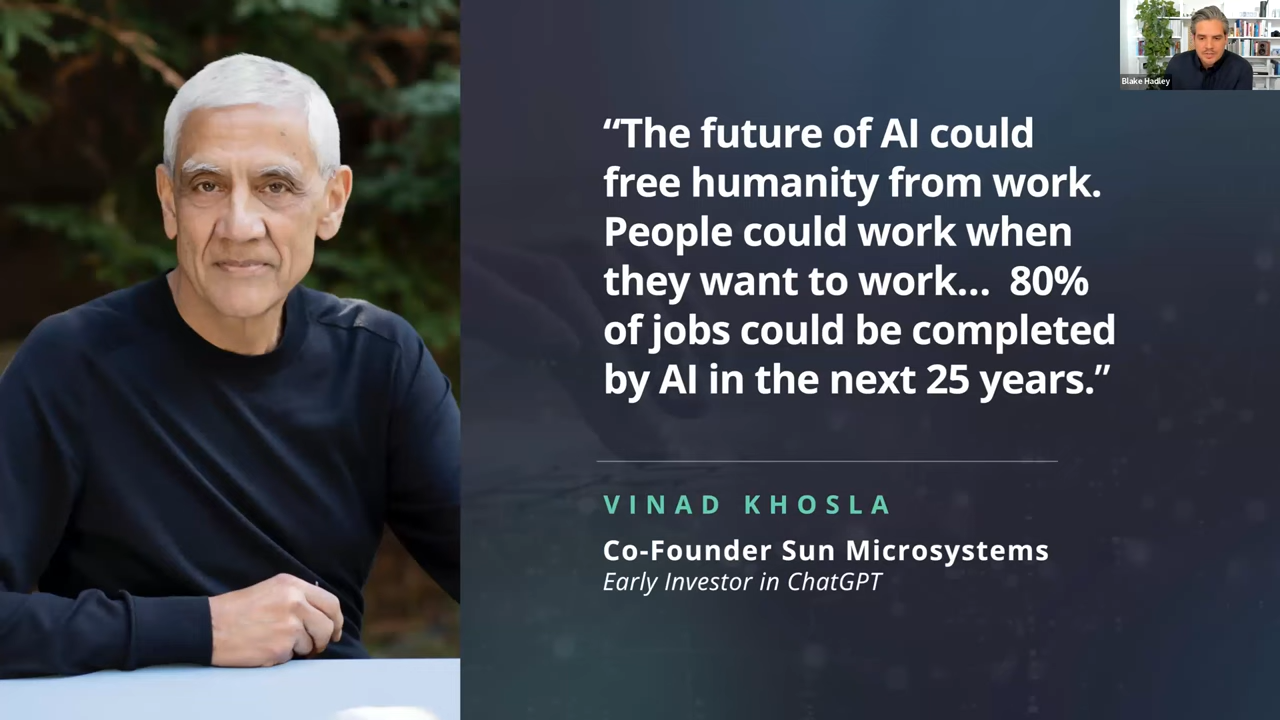 Blake Hadley
“The future of AI could
free humanity from work.
People could work when
they want to work... 80%
of jobs could be completed
by AI in the next 25 years.”
VINAD KHOSLA
Co-Founder Sun Microsystems
Early Investor in ChatGPT